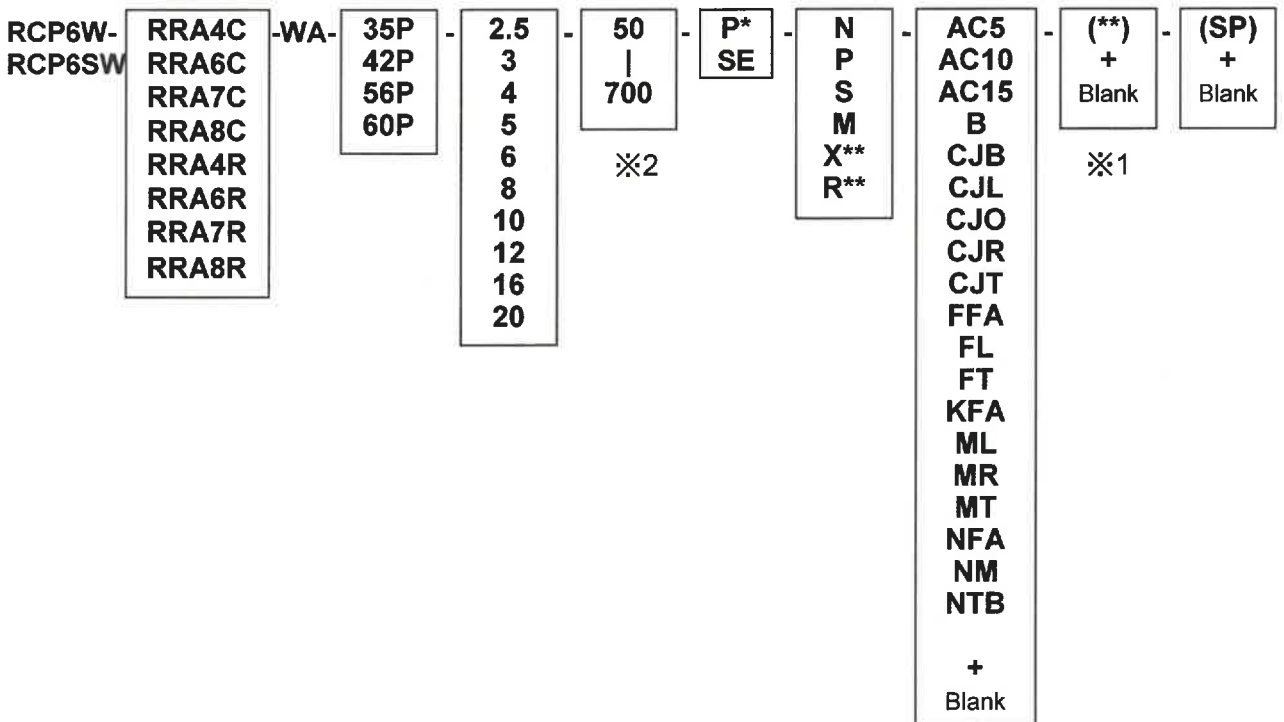 RCP6W- RRA4C -WA- 35P - 2.5 - 50 - P* - N - AC5 - (**) - (SP)
RCP6SW RRA6C 42P 3 | SE P AC10 + +
RRA7C 56P 4 700 S AC15 Blank Blank
RRA8C 60P 5 M B
RRA4R 6 ※2 X** CJB ※1
RRA6R 8 R** CJL
RRA7R 10 CJO
RRA8R 12 CJR
16 CJT
20 FFA
FL
FT
KFA
ML
MR
MT
NFA
NM
NTB
+
Blank